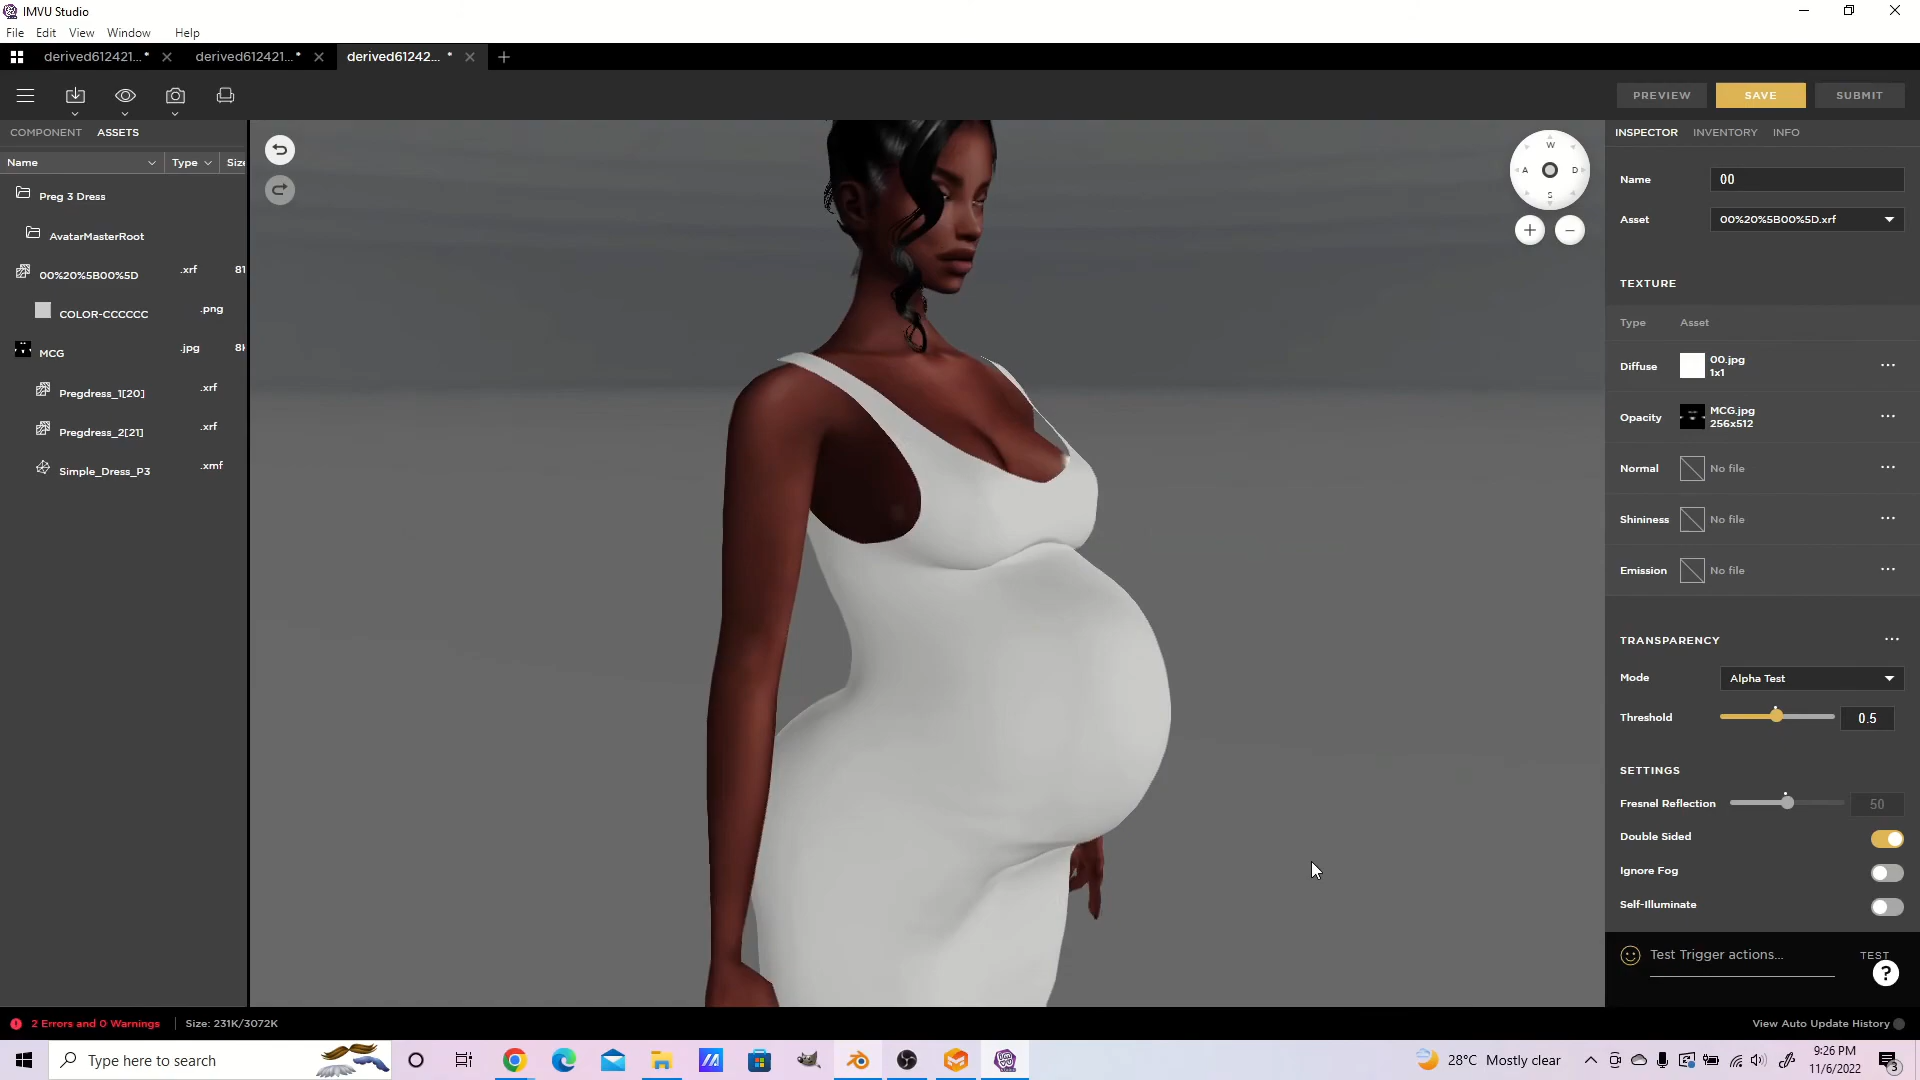 IMVU Studio
File Edit View Window Help
derived612421... * derived612421... * derived61242... *
PREVIEW SAVE SUBMIT
COMPONENT ASSETS
Name Type Size
Preg 3 Dress
AvatarMasterRoot
00%20%5B00%5D .xrf 81
COLOR-CCCCCC .png
MCG .jpg 8K
Pregdress_1[20] .xrf
Pregdress_2[21] .xrf
Simple_Dress_P3 .xmf
W
A D
S
INSPECTOR INVENTORY INFO
Name 00
Asset 00%20%5B00%5D.xrf
TEXTURE
Type Asset
Diffuse 00.jpg
1x1
Opacity MCG.jpg
256x512
Normal No file
Shininess No file
Emission No file
TRANSPARENCY
Mode Alpha Test
Threshold 0.5
SETTINGS
Fresnel Reflection 50
Double Sided
Ignore Fog
Self-Illuminate
Test Trigger actions... TEST
?
2 Errors and 0 Warnings Size: 231K/3072K
View Auto Update History
Type here to search
28°C Mostly clear
9:26 PM
11/6/2022
3